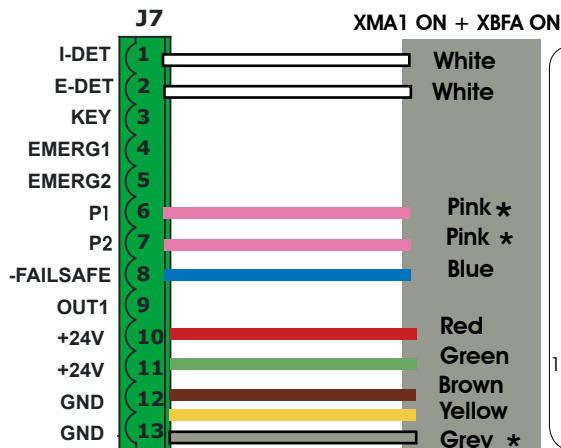 J7 XMA1 ON + XBFA ON
I-DET 1 White
E-DET 2 White
KEY 3
EMERG1 4
EMERG2 5
P1 6 Pink *
P2 7 Pink *
-FAILSAFE 8 Blue
OUT1 9
+24V 10 Red
+24V 11 Green 1
GND 12 Brown
Yellow
GND 13 Grey *